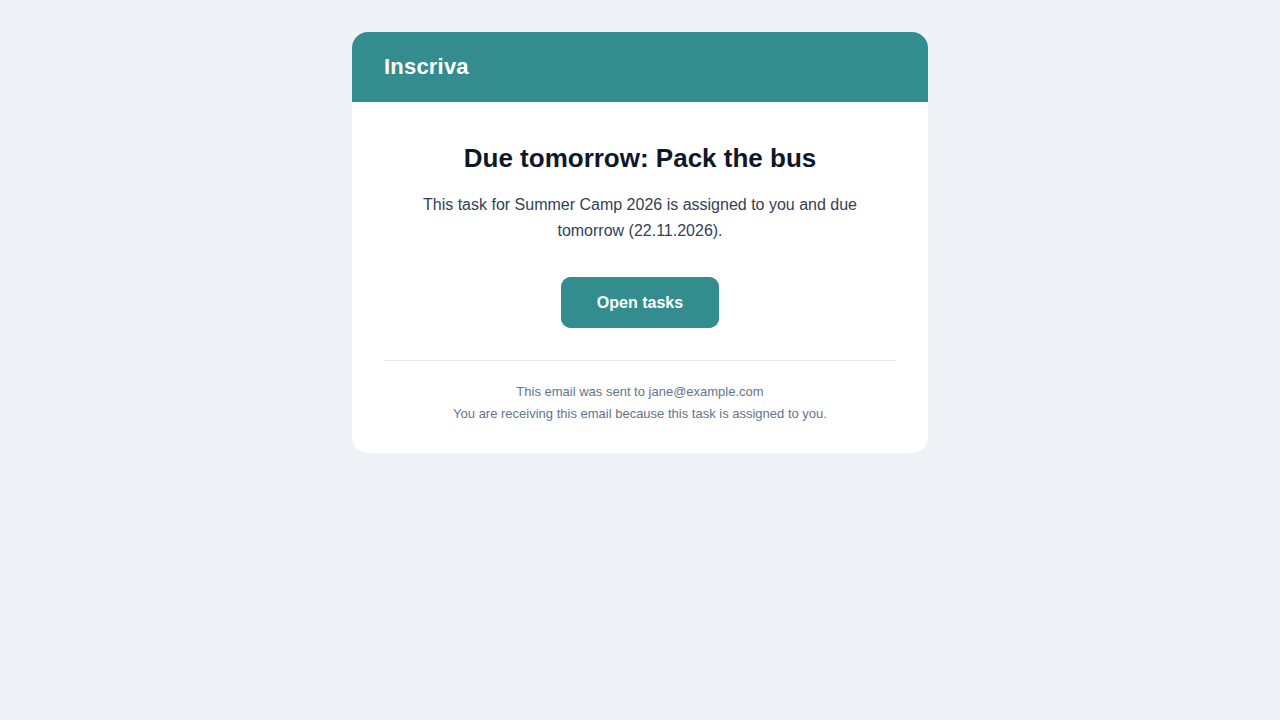 Inscriva
Due tomorrow: Pack the bus
This task for Summer Camp 2026 is assigned to you and due
tomorrow (22.11.2026).
Open tasks
This email was sent to jane@example.com
You are receiving this email because this task is assigned to you.